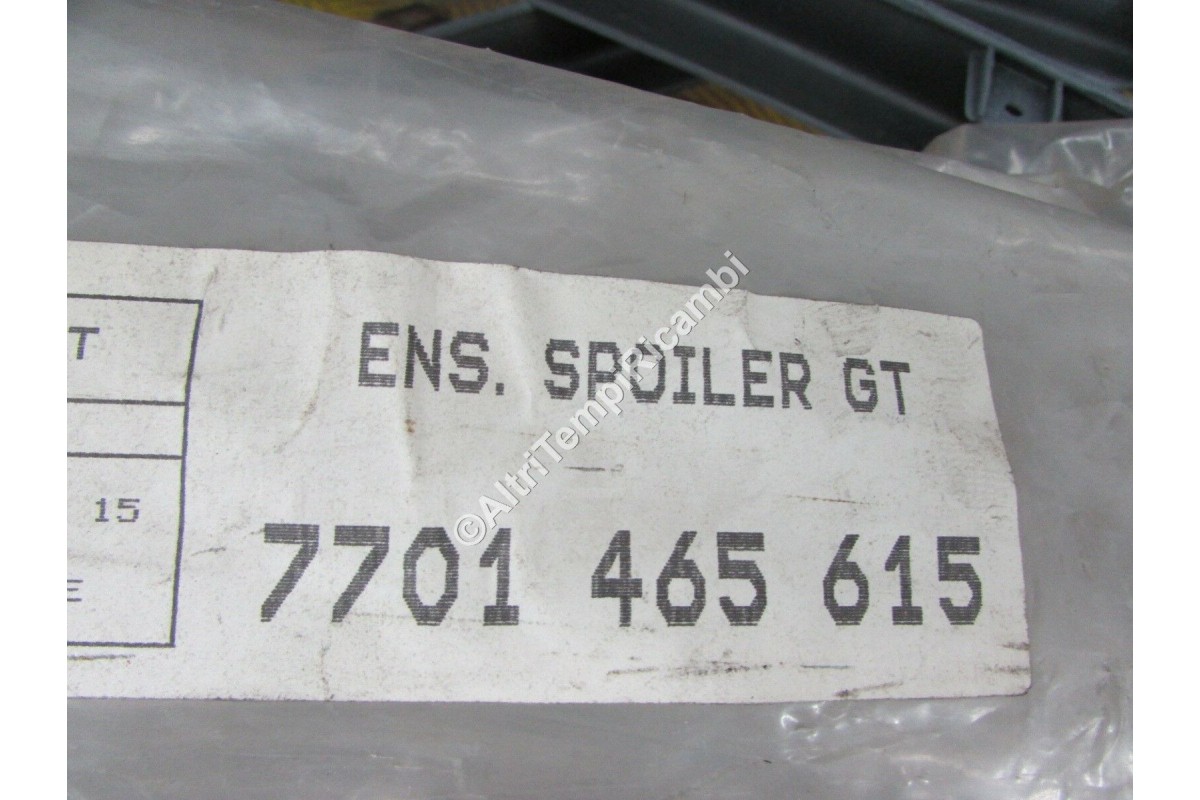 T
ENS. SPOILER GT
15
7701 465 615
E
©AltriTempiRicambi